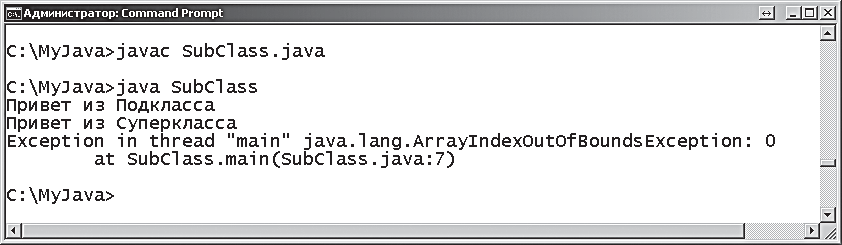 Администратор: Command Prompt
C:\MyJava>javac SubClass.java
C:\MyJava>java SubClass
Привет из Подкласса
Привет из Суперкласса
Exception in thread "main" java.lang.ArrayIndexOutOfBoundsException: 0
at SubClass.main(SubClass.java:7)
C:\MyJava>